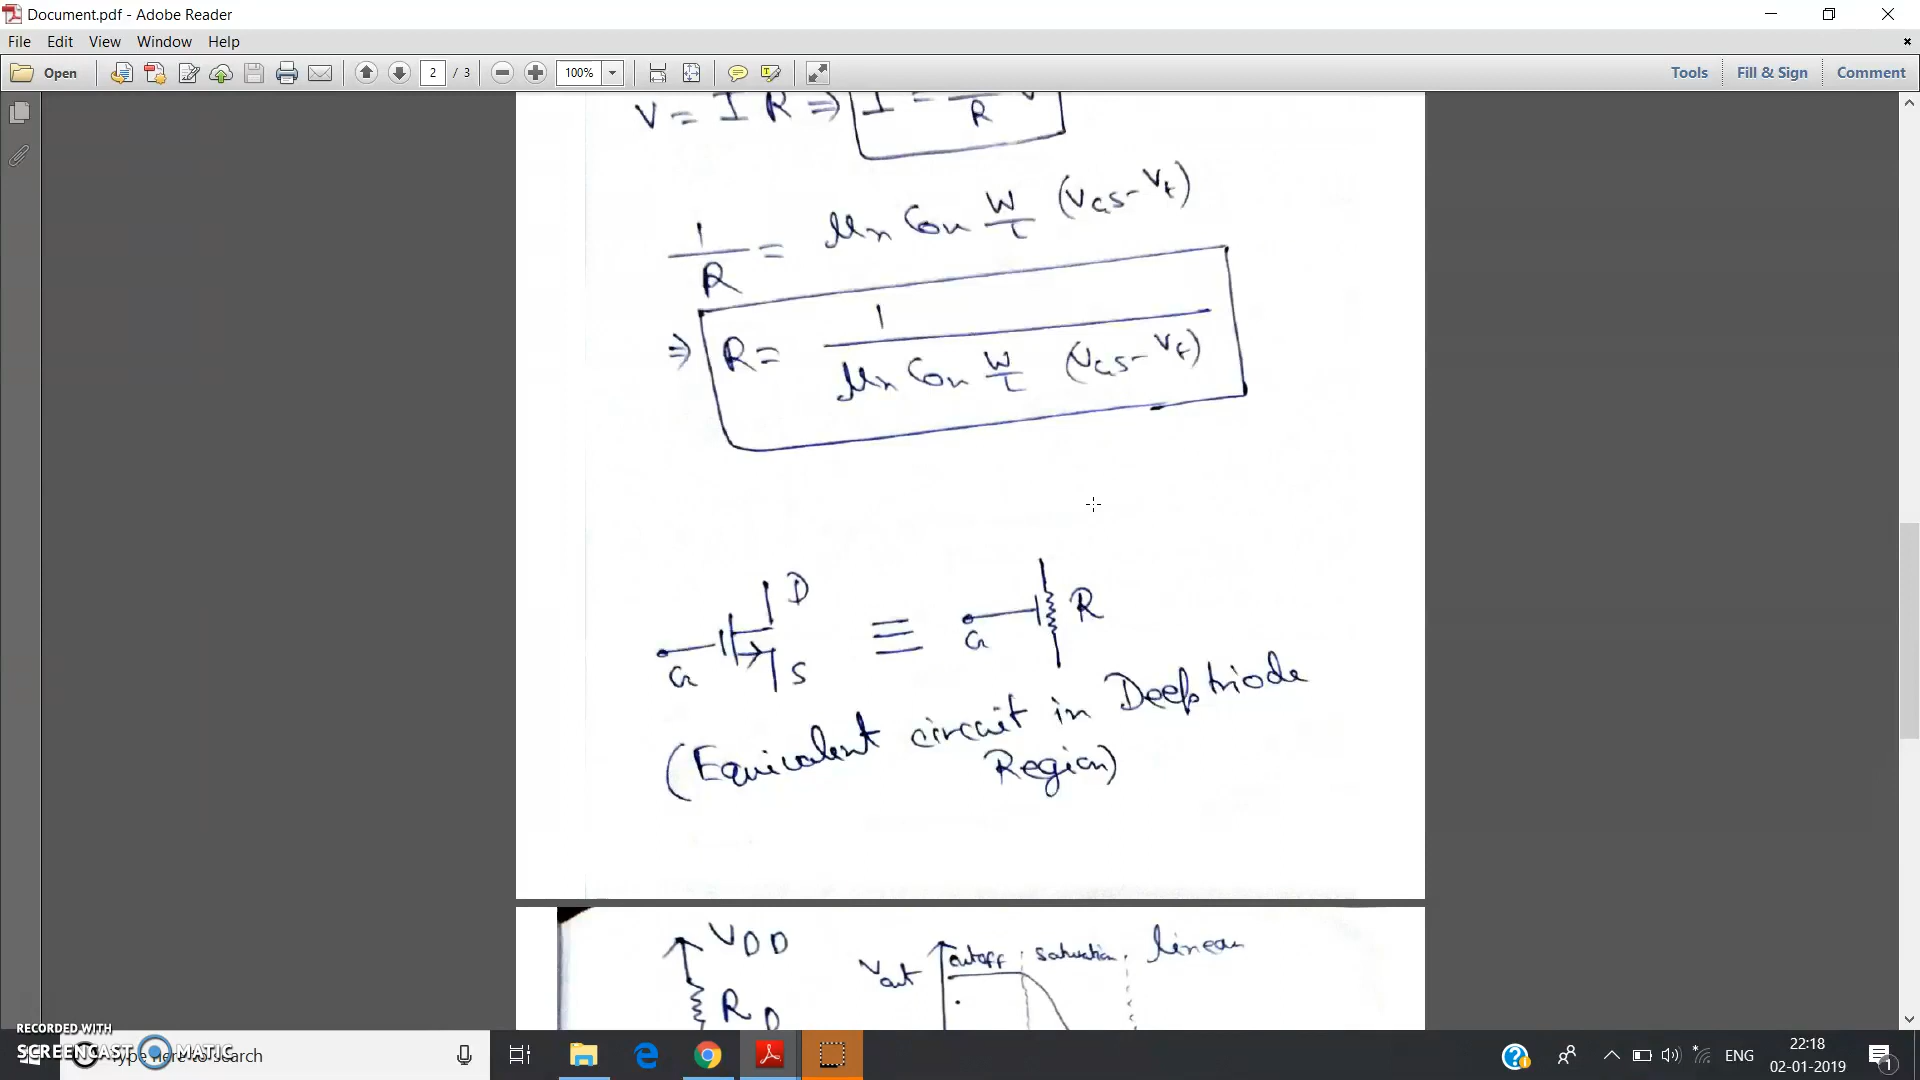 Document.pdf - Adobe Reader
File Edit View Window Help
Open 2 / 3 100% Tools Fill & Sign Comment
V = I R ⇒ I = R V
1/R = μn Cox W/L (VGS - Vt)
⇒ R = 1 / μn Cox W/L (VGS - Vt)
D
G S ≡ G R
(Equivalent circuit in Deep triode
Region)
VDD
Vout cutoff saturation linear
RD
RECORDED WITH
SCREENCAST MATIC
Type here to search
ENG
22:18
02-01-2019
1